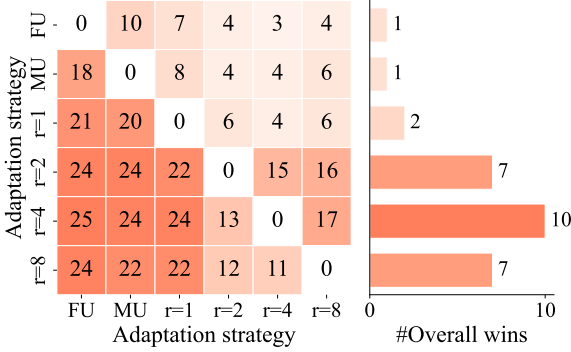 Adaptation strategy
FU 0 10 7 4 3 4 1
MU 18 0 8 4 4 6 1
r=1 21 20 0 6 4 6 2
r=2 24 24 22 0 15 16 7
r=4 25 24 24 13 0 17 10
r=8 24 22 22 12 11 0 7
FU MU r=1 r=2 r=4 r=8 0 10
Adaptation strategy #Overall wins